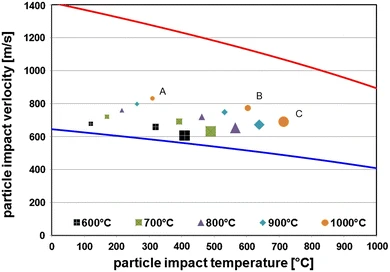 particle impact verlocity [m/s]
1400
1200
1000
800
600
400
200
0
A
B
C
600°C 700°C 800°C 900°C 1000°C
0 100 200 300 400 500 600 700 800 900 1000
particle impact temperature [°C]